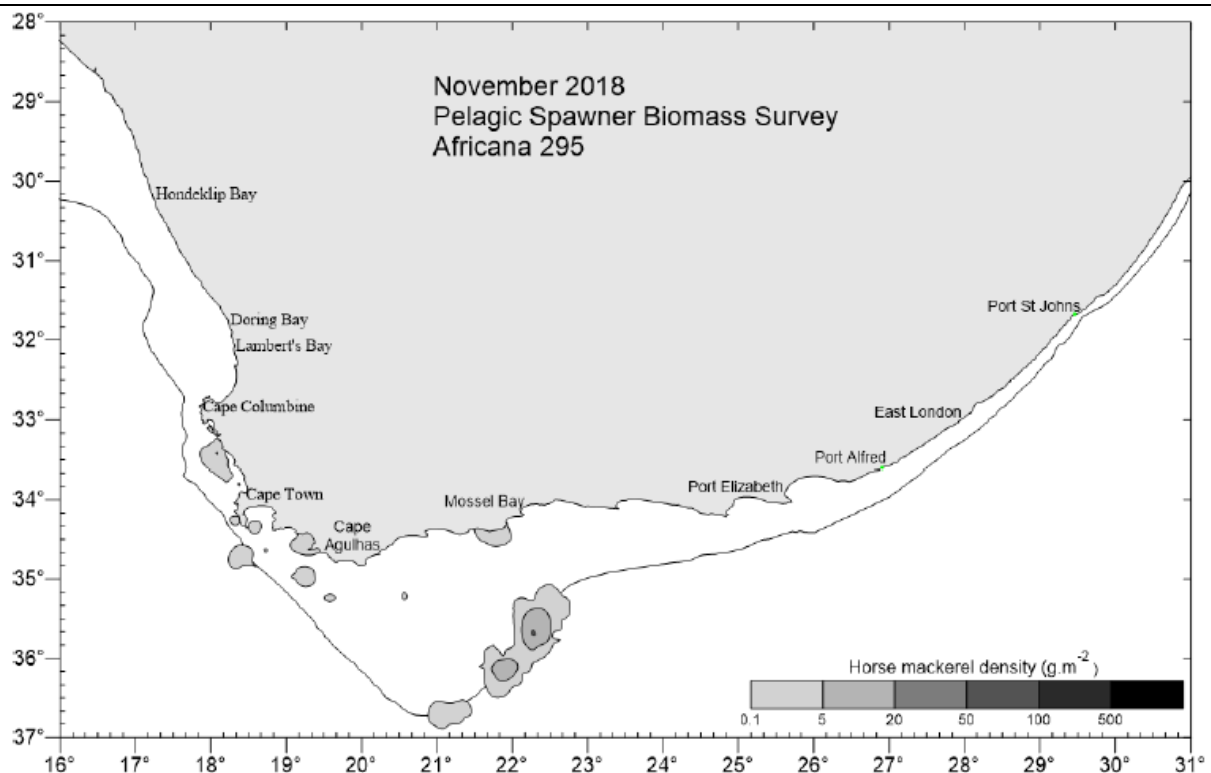 November 2018
Pelagic Spawner Biomass Survey
Africana 295
28°
29°
30°
31°
32°
33°
34°
35°
36°
37°
Hondeklip Bay
Doring Bay
Lambert's Bay
Cape Columbine
Cape Town
Cape
Agulhas
Mossel Bay
Port Elizabeth
Port Alfred
East London
Port St Johns
Horse mackerel density (g.m-2)
0.1 5 20 50 100 500
16° 17° 18° 19° 20° 21° 22° 23° 24° 25° 26° 27° 28° 29° 30° 31°